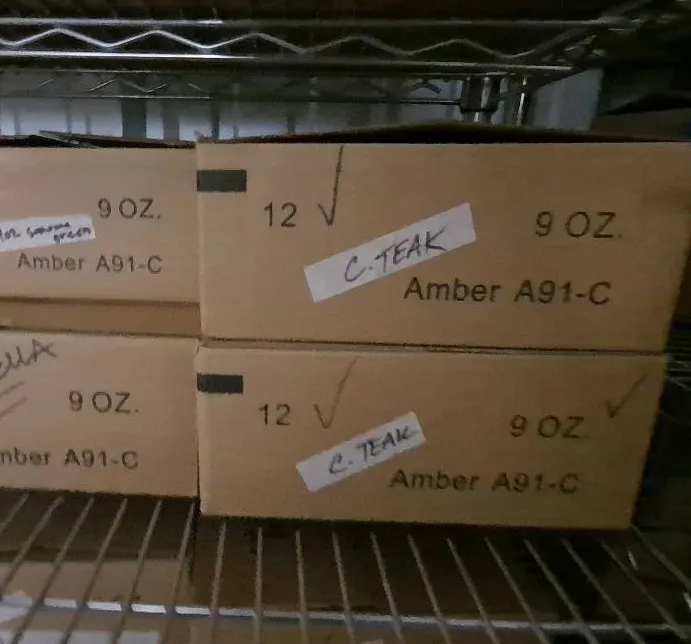 9 OZ.
green
Amber A91-C
12
C. TEAK
9 OZ.
Amber A91-C
9 OZ.
mber A91-C
12
C. TEAK
9 OZ.
Amber A91-C